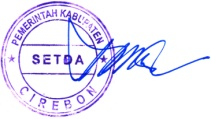 PEMERINTAH KABUPATEN
SETDA
CIREBON